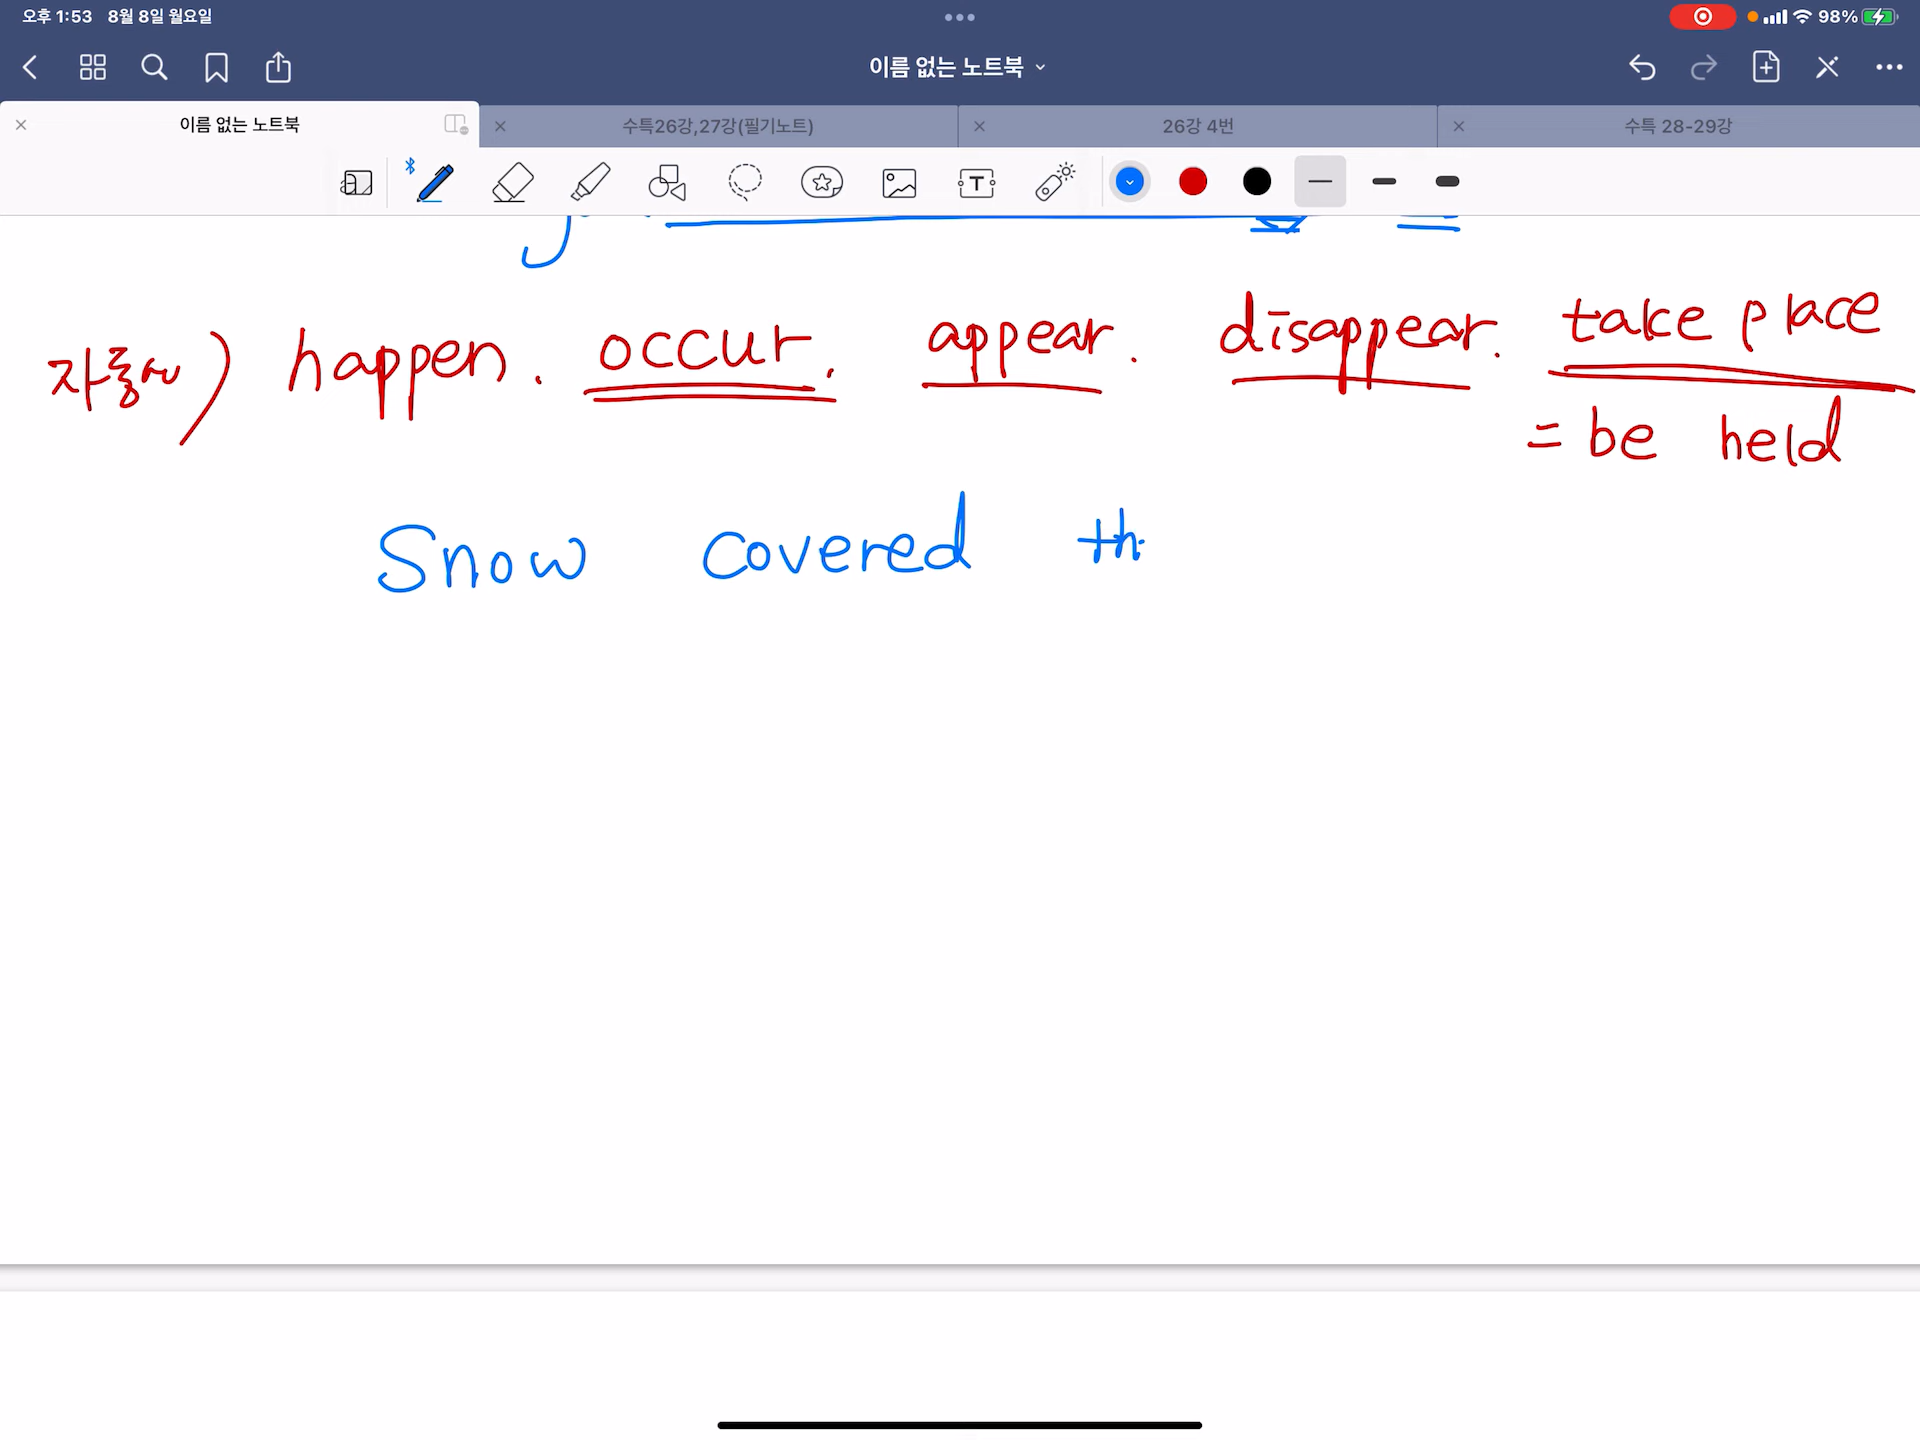 오후 1:53 8월 8일 월요일 98%
이름 없는 노트북
이름 없는 노트북 수특26강,27강(필기노트) 26강 4번 수특 28-29강
자동사) happen. occur. appear. disappear. take place
= be held
Snow covered th